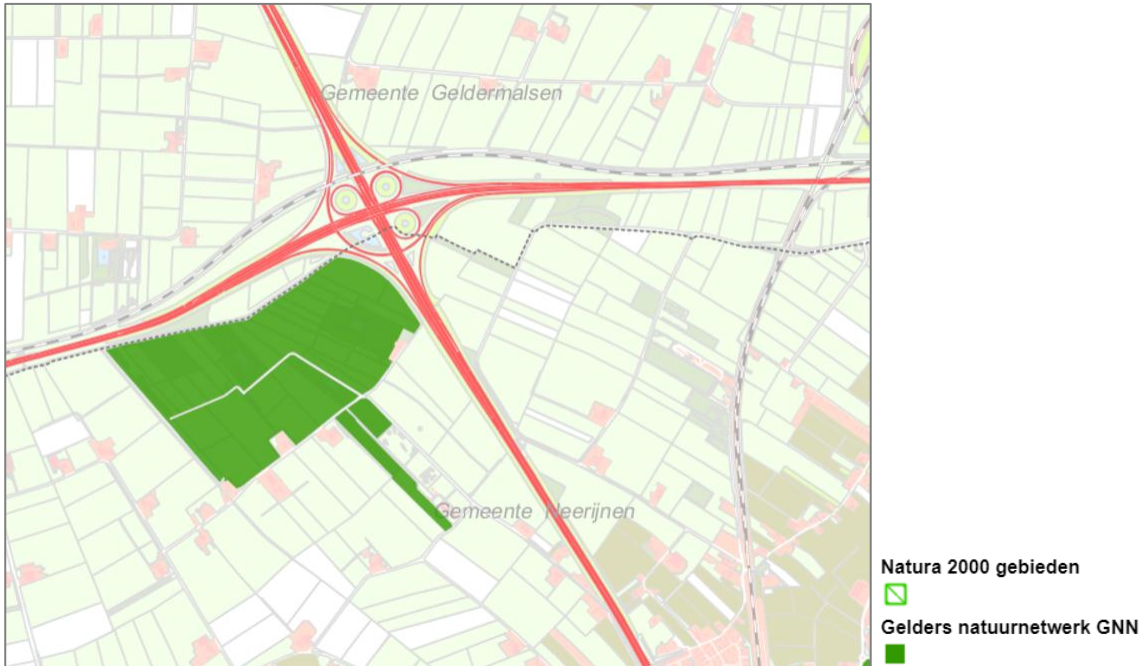 Gemeente Geldermalsen
Gemeente Neerijnen
Natura 2000 gebieden
Gelders natuurnetwerk GNN